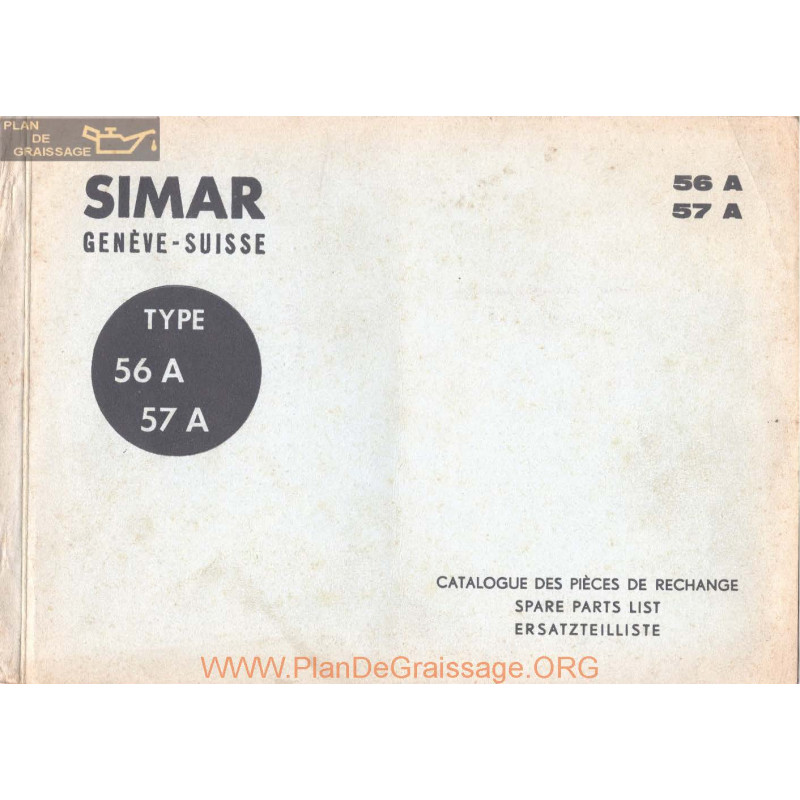 PLAN
DE
GRAISSAGE
SIMAR
GENÈVE-SUISSE
56 A
57 A
TYPE
56 A
57 A
CATALOGUE DES PIÈCES DE RECHANGE
SPARE PARTS LIST
ERSATZTEILLISTE
www.PlanDeGraissage.ORG